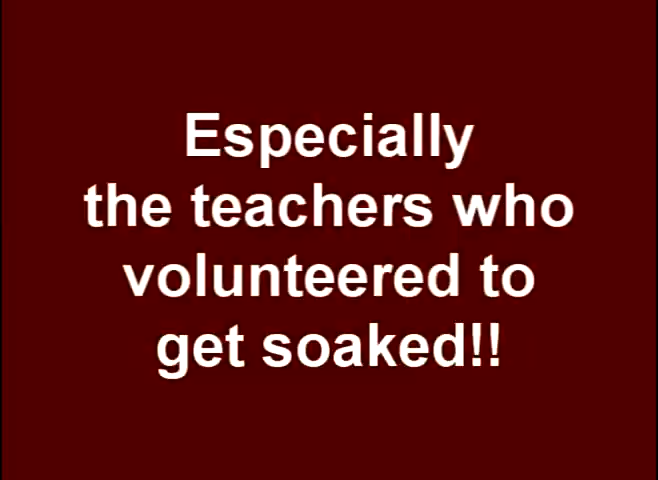 Especially
the teachers who
volunteered to
get soaked!!